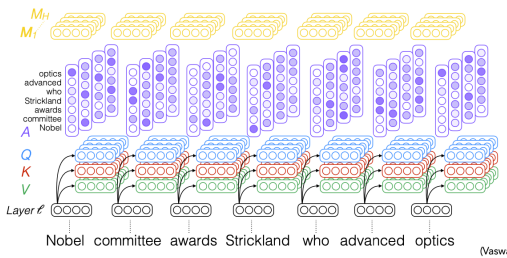 M_H
M_1
optics
advanced
who
Strickland
awards
committee
Nobel
A
Q
K
V
Layer ℓ
Nobel committee awards Strickland who advanced optics
(Vasw